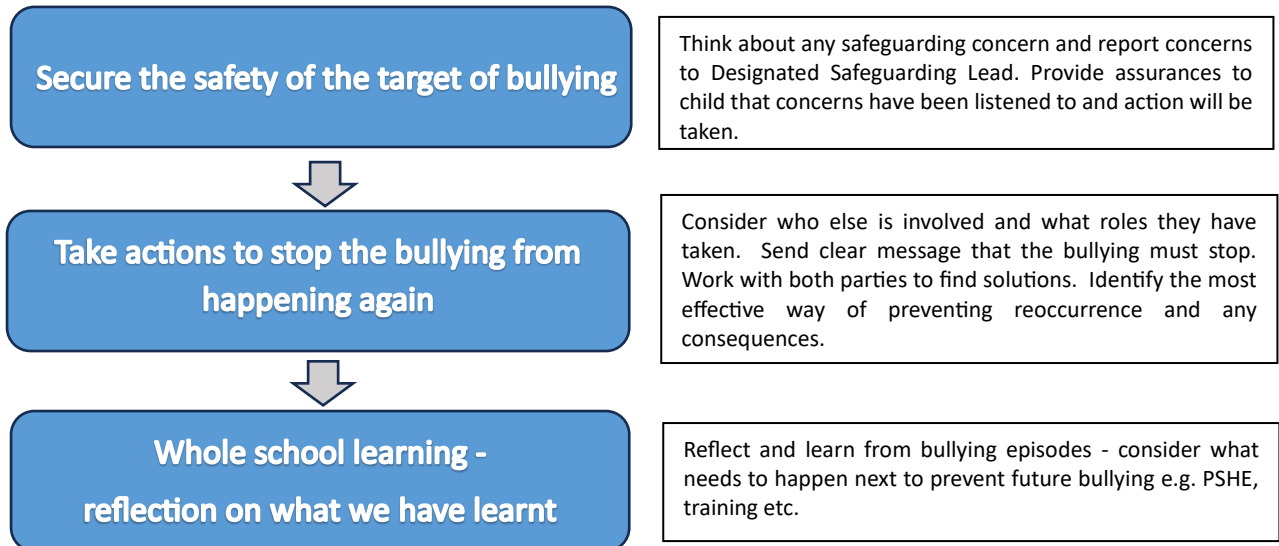 Secure the safety of the target of bullying
Think about any safeguarding concern and report concerns
to Designated Safeguarding Lead. Provide assurances to
child that concerns have been listened to and action will be
taken.
Take actions to stop the bullying from
happening again
Consider who else is involved and what roles they have
taken. Send clear message that the bullying must stop.
Work with both parties to find solutions. Identify the most
effective way of preventing reoccurrence and any
consequences.
Whole school learning -
reflection on what we have learnt
Reflect and learn from bullying episodes - consider what
needs to happen next to prevent future bullying e.g. PSHE,
training etc.